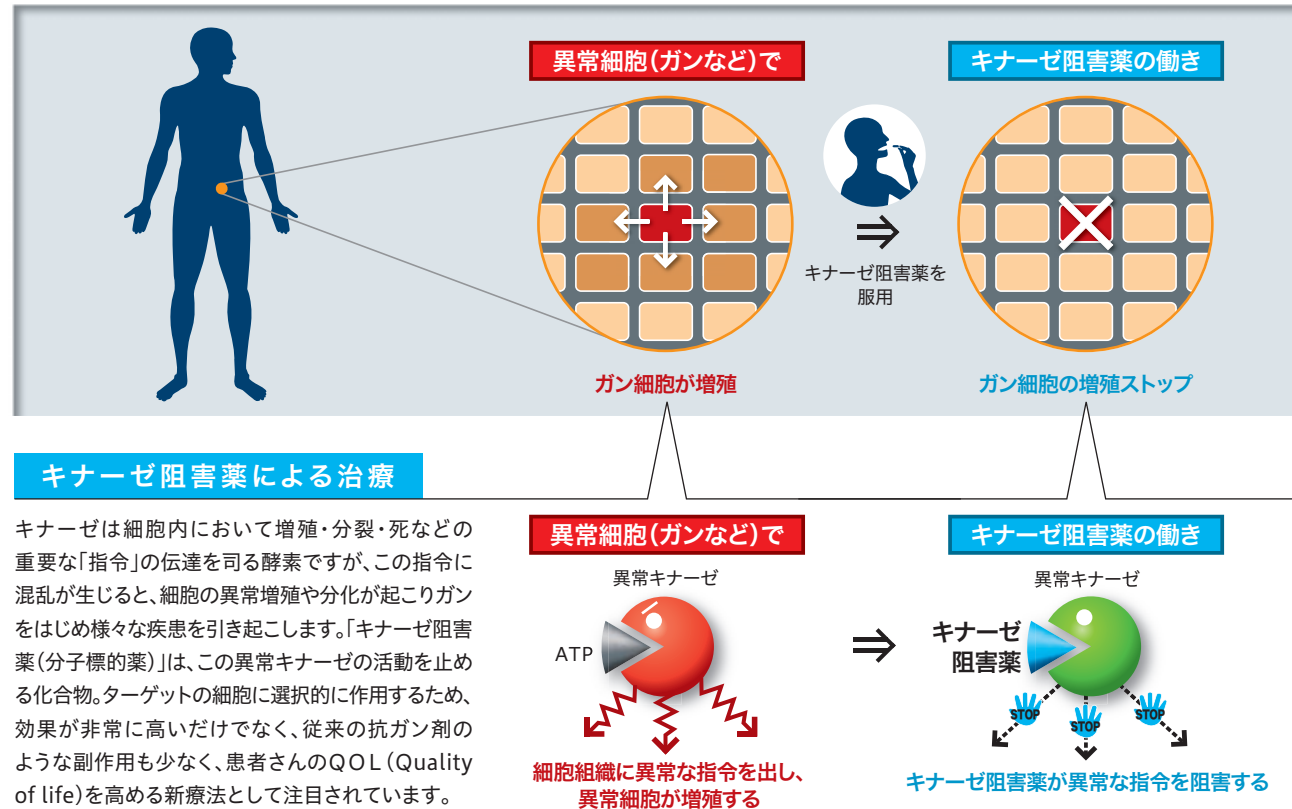 異常細胞(ガンなど)で
キナーゼ阻害薬の働き
キナーゼ阻害薬を
服用
ガン細胞が増殖
ガン細胞の増殖ストップ
キナーゼ阻害薬による治療
キナーゼは細胞内において増殖・分裂・死などの
重要な「指令」の伝達を司る酵素ですが、この指令に
混乱が生じると、細胞の異常増殖や分化が起こりガン
をはじめ様々な疾患を引き起こします。「キナーゼ阻害
薬(分子標的薬)」は、この異常キナーゼの活動を止め
る化合物。ターゲットの細胞に選択的に作用するため、
効果が非常に高いだけでなく、従来の抗ガン剤の
ような副作用も少なく、患者さんのQOL(Quality
of life)を高める新療法として注目されています。
異常細胞(ガンなど)で
異常キナーゼ
ATP
細胞組織に異常な指令を出し、
異常細胞が増殖する
キナーゼ阻害薬の働き
異常キナーゼ
キナーゼ
阻害薬
STOP
STOP
STOP
キナーゼ阻害薬が異常な指令を阻害する